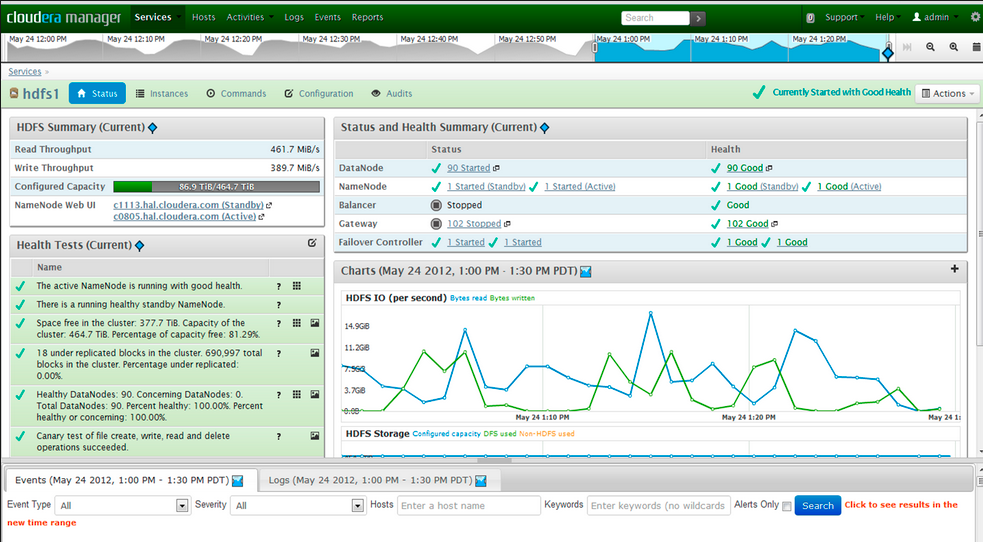 cloudera manager Services Hosts Activities Logs Events Reports Search Support Help admin
May 24 12:00 PM May 24 12:10 PM May 24 12:20 PM May 24 12:30 PM May 24 12:40 PM May 24 12:50 PM May 24 1:00 PM May 24 1:10 PM May 24 1:20 PM
Services »
hdfs1 Status Instances Commands Configuration Audits Currently Started with Good Health Actions
HDFS Summary (Current)
Read Throughput 461.7 MiB/s
Write Throughput 389.7 MiB/s
Configured Capacity 86.9 TiB/464.7 TiB
NameNode Web UI c1113.hal.cloudera.com (Standby)
c0805.hal.cloudera.com (Active)
Health Tests (Current)
Name
The active NameNode is running with good health. ?
There is a running healthy standby NameNode. ?
Space free in the cluster: 377.7 TiB. Capacity of the ?
cluster: 464.7 TiB. Percentage of capacity free: 81.29%.
18 under replicated blocks in the cluster. 690,997 total ?
blocks in the cluster. Percentage under replicated:
0.00%.
Healthy DataNodes: 90. Concerning DataNodes: 0. ?
Total DataNodes: 90. Percent healthy: 100.00%. Percent
healthy or concerning: 100.00%.
Canary test of file create, write, read and delete ?
operations succeeded.
Status and Health Summary (Current)
Status Health
DataNode 90 Started 90 Good
NameNode 1 Started (Standby) 1 Started (Active) 1 Good (Standby) 1 Good (Active)
Balancer Stopped Good
Gateway 102 Stopped 102 Good
Failover Controller 1 Started 1 Started 1 Good 1 Good
Charts (May 24 2012, 1:00 PM - 1:30 PM PDT) +
HDFS IO (per second) Bytes read Bytes written
14.9GB
11.2GB
7.5GB
3.7GB
0.0B
May 24 1:10 PM May 24 1:20 PM May 24 1:
HDFS Storage Configured capacity DFS used Non-HDFS used
Events (May 24 2012, 1:00 PM - 1:30 PM PDT) Logs (May 24 2012, 1:00 PM - 1:30 PM PDT)
Event Type All Severity All Hosts Enter a host name Keywords Enter keywords (no wildcards Alerts Only Search Click to see results in the
new time range